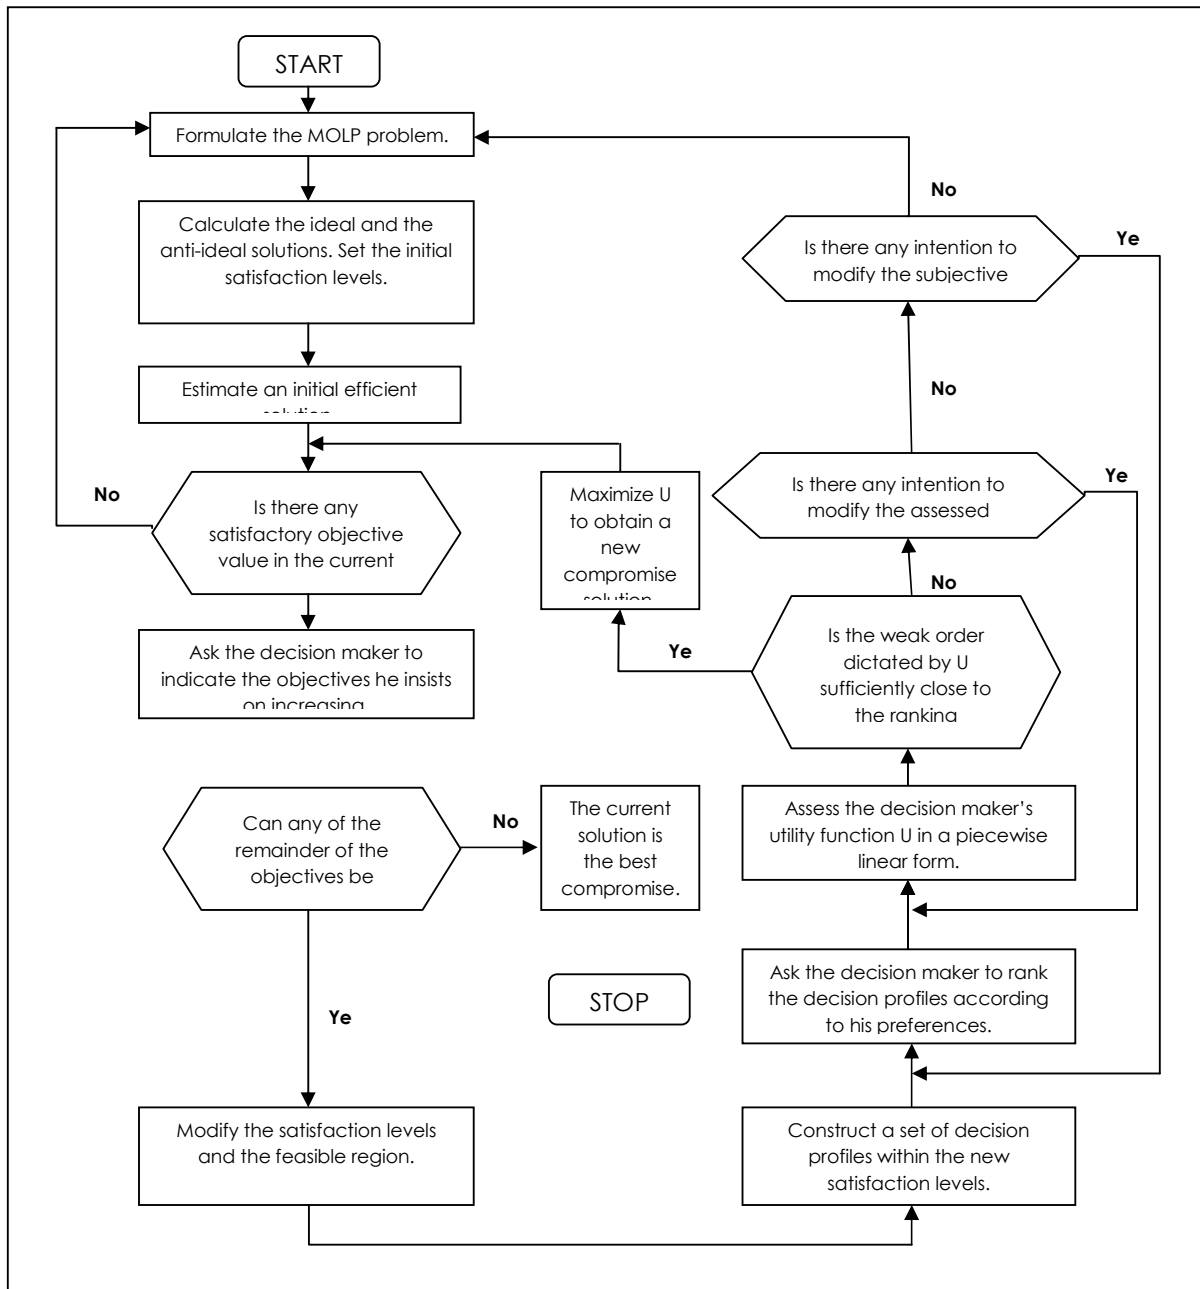 START
Formulate the MOLP problem.
Calculate the ideal and the
anti-ideal solutions. Set the initial
satisfaction levels.
Estimate an initial efficient
solution
No
Is there any
satisfactory objective
value in the current
Ask the decision maker to
indicate the objectives he insists
on increasing
Can any of the
remainder of the
objectives be
No
The current
solution is
the best
compromise.
STOP
Ye
Modify the satisfaction levels
and the feasible region.
Maximize U
to obtain a
new
compromise
solution
No
Is there any intention to
modify the subjective
Ye
No
Is there any intention to
modify the assessed
Ye
No
Is the weak order
dictated by U
sufficiently close to
the ranking
Ye
Assess the decision maker's
utility function U in a piecewise
linear form.
Ask the decision maker to rank
the decision profiles according
to his preferences.
Construct a set of decision
profiles within the new
satisfaction levels.